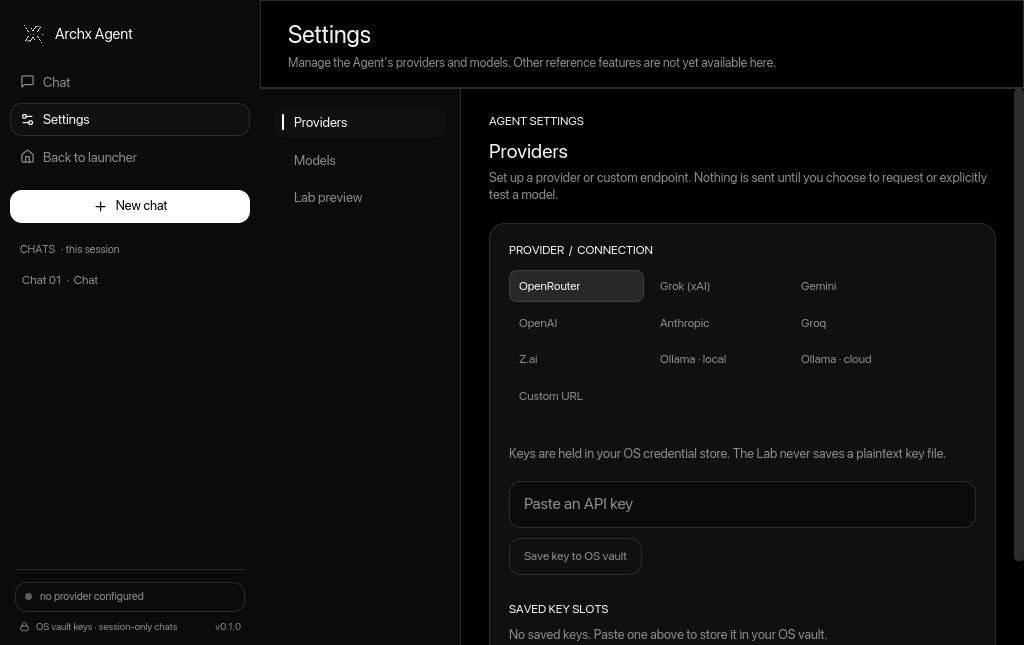 Archx Agent
Chat
Settings
Back to launcher
New chat
CHATS · this session
Chat 01 · Chat
no provider configured
OS vault keys · session-only chats v0.1.0
Settings
Manage the Agent's providers and models. Other reference features are not yet available here.
Providers
Models
Lab preview
AGENT SETTINGS
Providers
Set up a provider or custom endpoint. Nothing is sent until you choose to request or explicitly
test a model.
PROVIDER / CONNECTION
OpenRouter Grok (xAI) Gemini
OpenAI Anthropic Groq
Z.ai Ollama · local Ollama · cloud
Custom URL
Keys are held in your OS credential store. The Lab never saves a plaintext key file.
Paste an API key
Save key to OS vault
SAVED KEY SLOTS
No saved keys. Paste one above to store it in your OS vault.